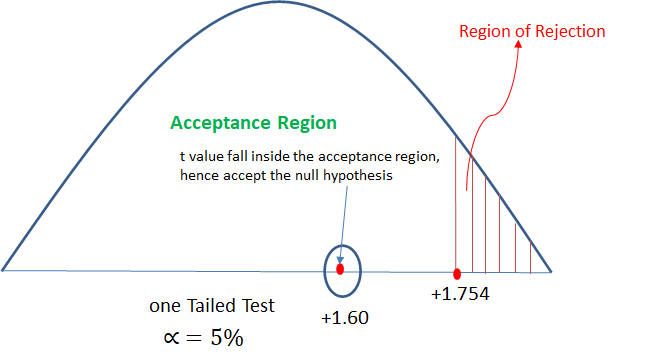 Region of Rejection
Acceptance Region
t value fall inside the acceptance region,
hence accept the null hypothesis
+1.754
one Tailed Test
+1.60
∝ = 5%